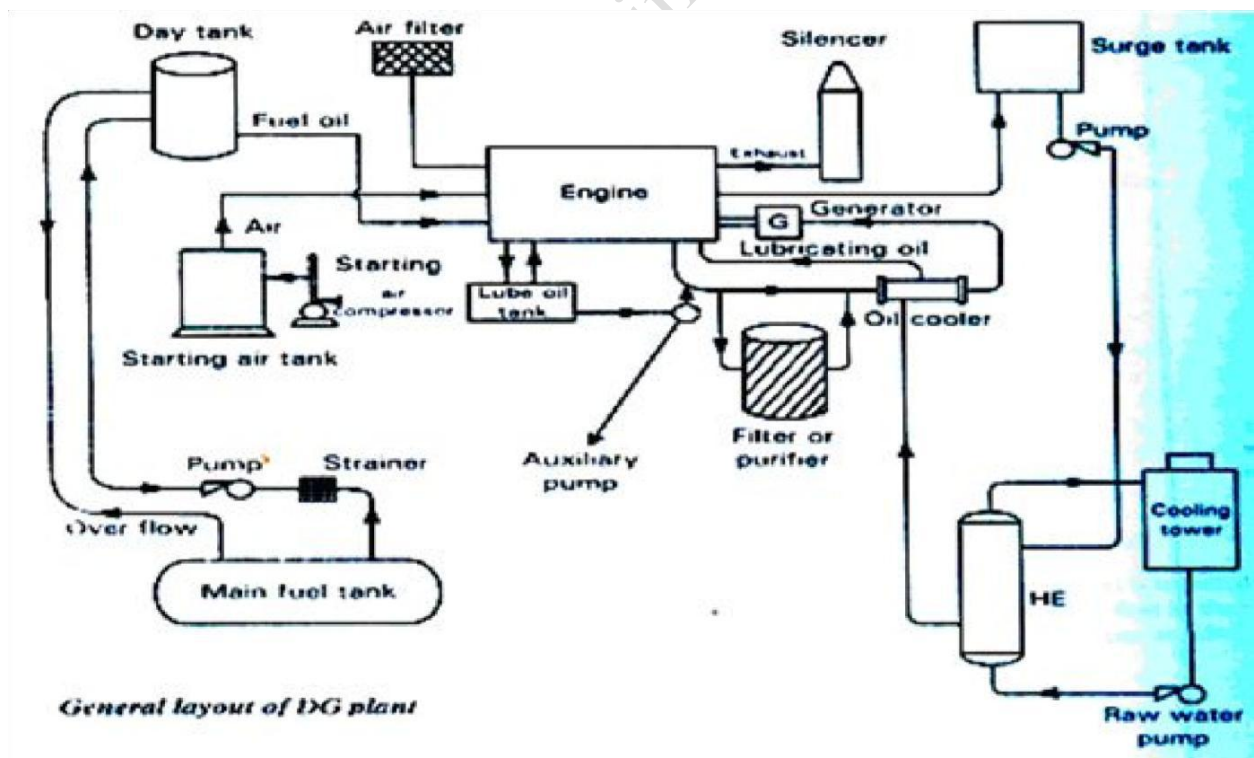 Day tank
Air filter
Silencer
Surge tank
Fuel oil
Pump
Exhaust
Engine
Generator
G
Air
Lubricating oil
Starting
air
compressor
Lube oil
tank
Oil cooler
Starting air tank
Filter or
purifier
Pump
Strainer
Auxiliary
pump
Over flow
Cooling
tower
Main fuel tank
HE
General layout of DG plant
Raw water
pump